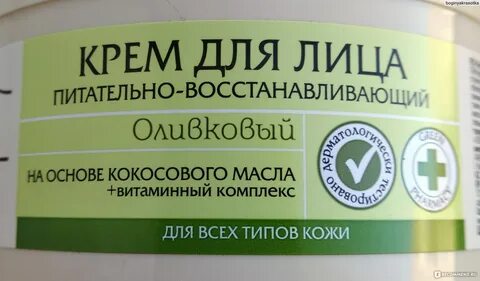 boginyakrasotka
КРЕМ ДЛЯ ЛИЦА
ПИТАТЕЛЬНО-ВОССТАНАВЛИВАЮЩИЙ
Оливковый
НА ОСНОВЕ КОКОСОВОГО МАСЛА
+витаминный комплекс
дерматологически
тестировано
GREEN
PHARMACY
ДЛЯ ВСЕХ ТИПОВ КОЖИ